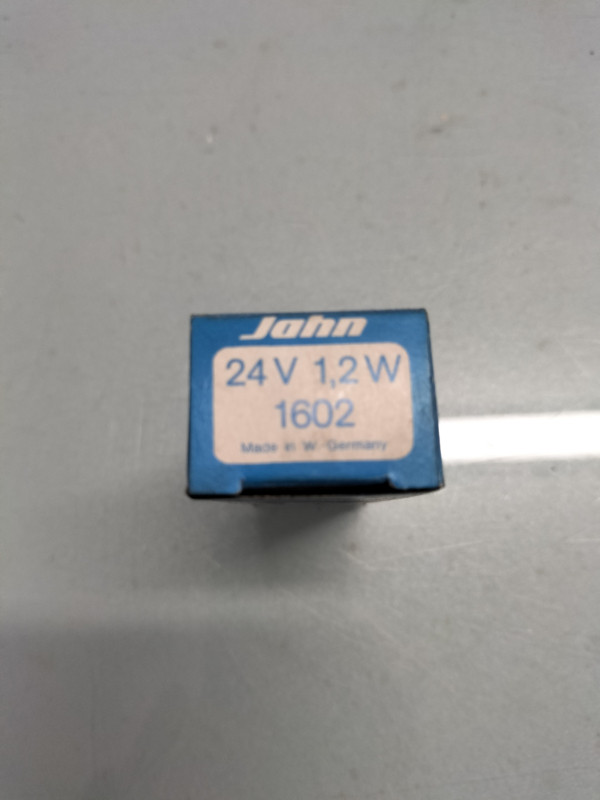 John
24 V 1,2 W
1602
Made in W. Germany